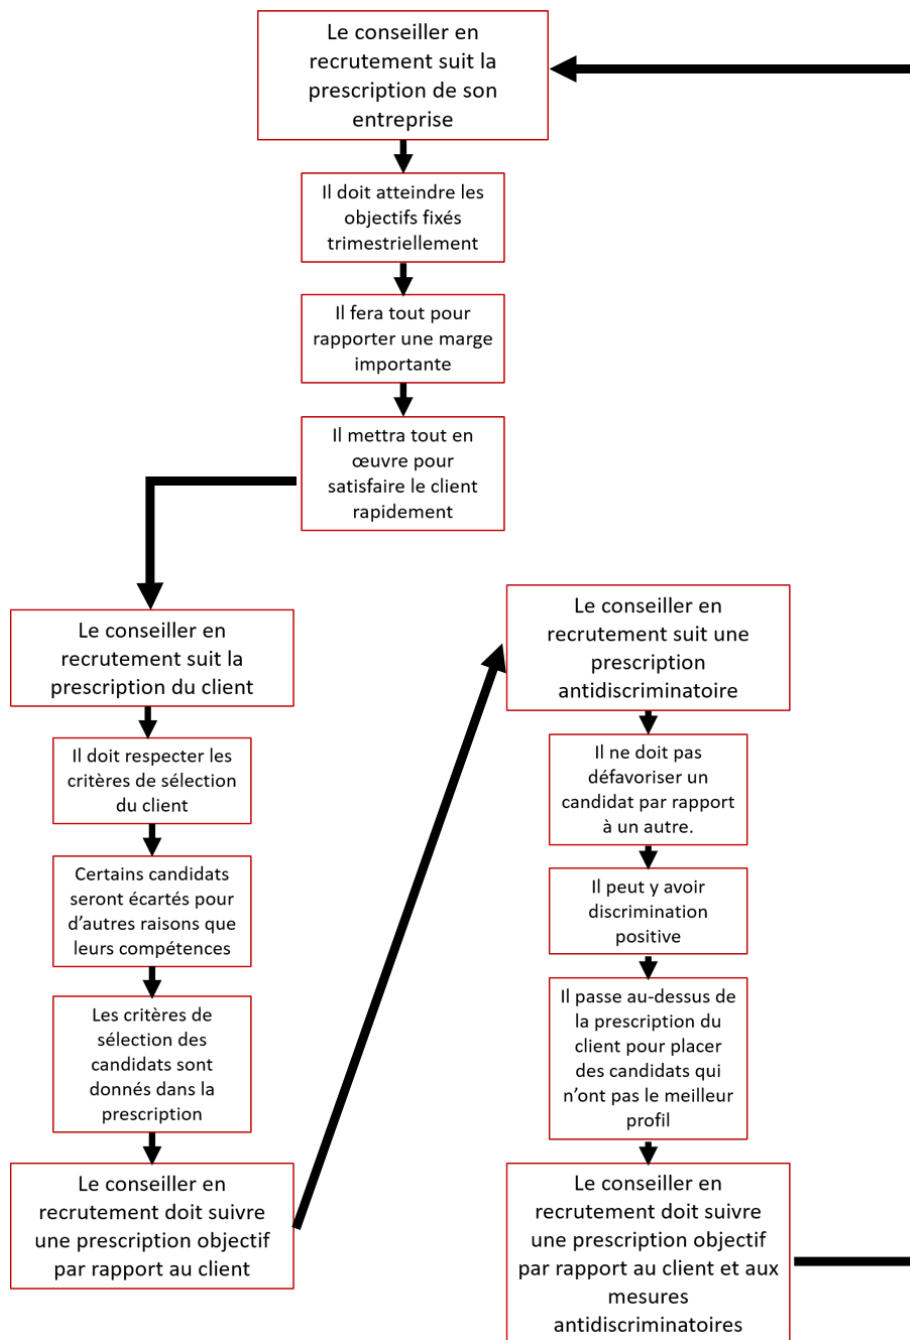 Le conseiller en
recrutement suit la
prescription de son
entreprise
Il doit atteindre les
objectifs fixés
trimestriellement
Il fera tout pour
rapporter une marge
importante
Il mettra tout en
œuvre pour
satisfaire le client
rapidement
Le conseiller en
recrutement suit la
prescription du client
Il doit respecter les
critères de sélection
du client
Certains candidats
seront écartés pour
d'autres raisons que
leurs compétences
Les critères de
sélection des
candidats sont
donnés dans la
prescription
Le conseiller en
recrutement doit suivre
une prescription objectif
par rapport au client
Le conseiller en
recrutement suit une
prescription
antidiscriminatoire
Il ne doit pas
défavoriser un
candidat par rapport
à un autre.
Il peut y avoir
discrimination
positive
Il passe au-dessus de
la prescription du
client pour placer
des candidats qui
n'ont pas le meilleur
profil
Le conseiller en
recrutement doit suivre
une prescription objectif
par rapport au client et aux
mesures
antidiscriminatoires